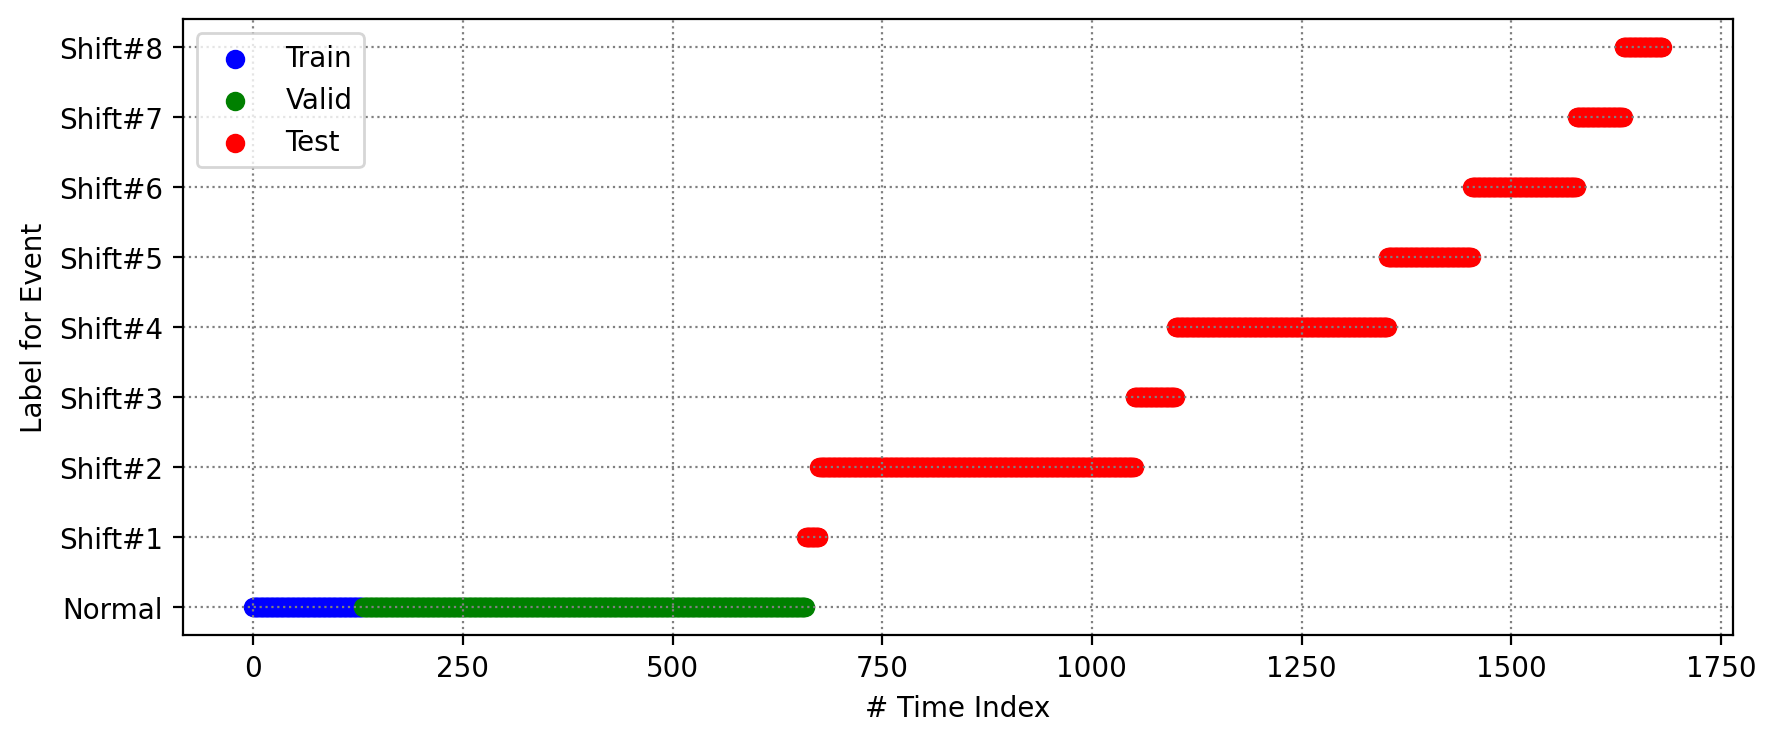 Shift#8
Shift#7
Shift#6
Shift#5
Shift#4
Shift#3
Shift#2
Shift#1
Normal
Label for Event
Train
Valid
Test
0 250 500 750 1000 1250 1500 1750
# Time Index